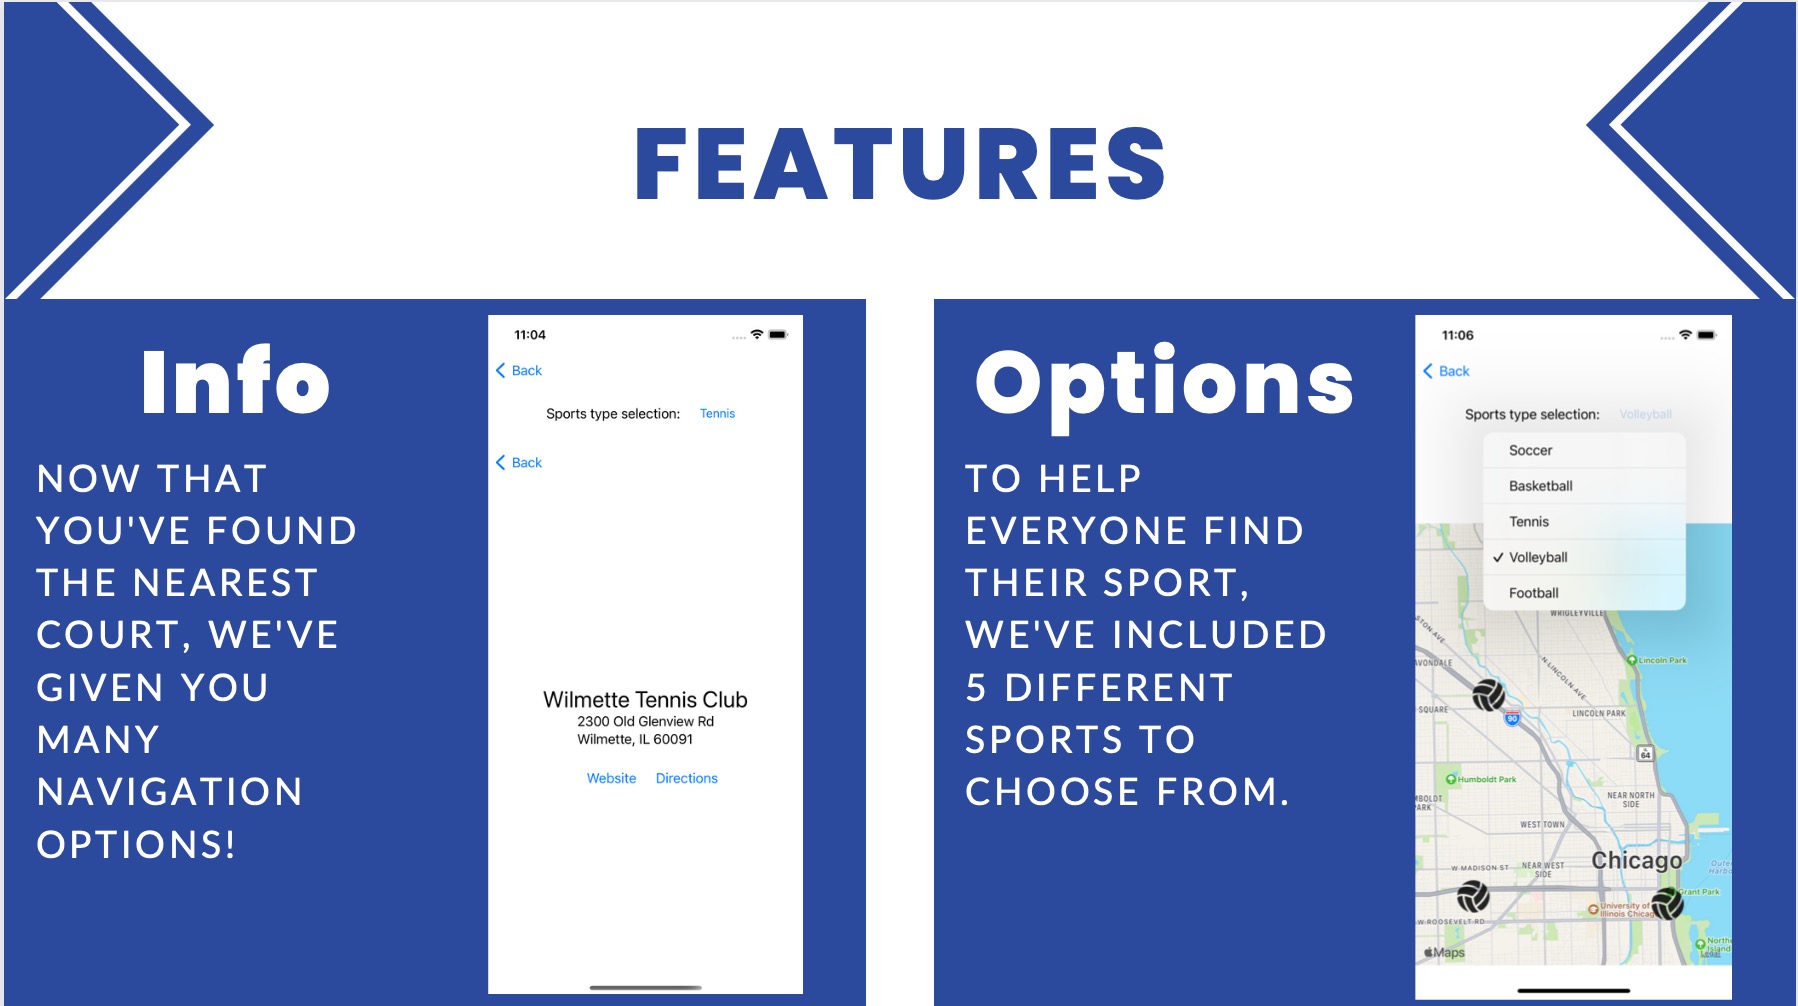 FEATURES
Info
NOW THAT
YOU'VE FOUND
THE NEAREST
COURT, WE'VE
GIVEN YOU
MANY
NAVIGATION
OPTIONS!
11:04
Back
Sports type selection: Tennis
Back
Wilmette Tennis Club
2300 Old Glenview Rd
Wilmette, IL 60091
Website Directions
Options
TO HELP
EVERYONE FIND
THEIR SPORT,
WE'VE INCLUDED
5 DIFFERENT
SPORTS TO
CHOOSE FROM.
11:06
Back
Sports type selection: Volleyball
Soccer
Basketball
Tennis
Volleyball
Football
WRIGLEYVILLE
Lincoln Park
N LINCOLN AVE
AVONDALE
SQUARE
90
LINCOLN PARK
64
Humboldt Park
NEAR NORTH
SIDE
WEST TOWN
Chicago
W MADISON ST
NEAR WEST
SIDE
Grant Park
University of
Illinois Chicag
W ROOSEVELT RD
Maps
Legal